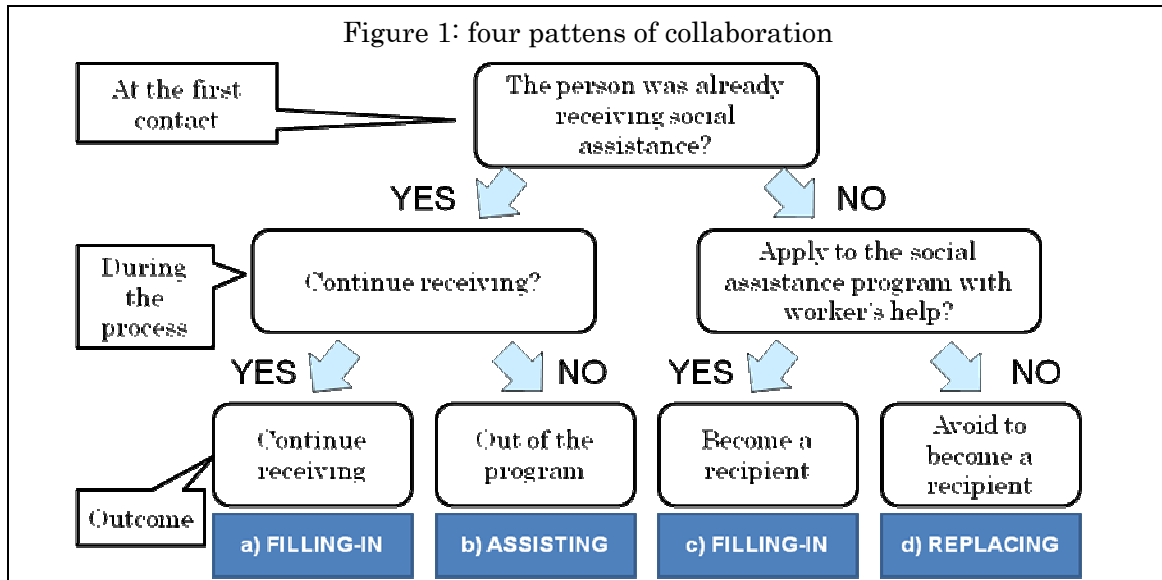 Figure 1: four pattens of collaboration
At the first
contact
The person was already
receiving social
assistance?
YES
NO
During
the
process
Continue receiving?
Apply to the social
assistance program with
worker's help?
YES
NO
YES
NO
Outcome
Continue
receiving
Out of the
program
Become a
recipient
Avoid to
become a
recipient
a) FILLING-IN
b) ASSISTING
c) FILLING-IN
d) REPLACING